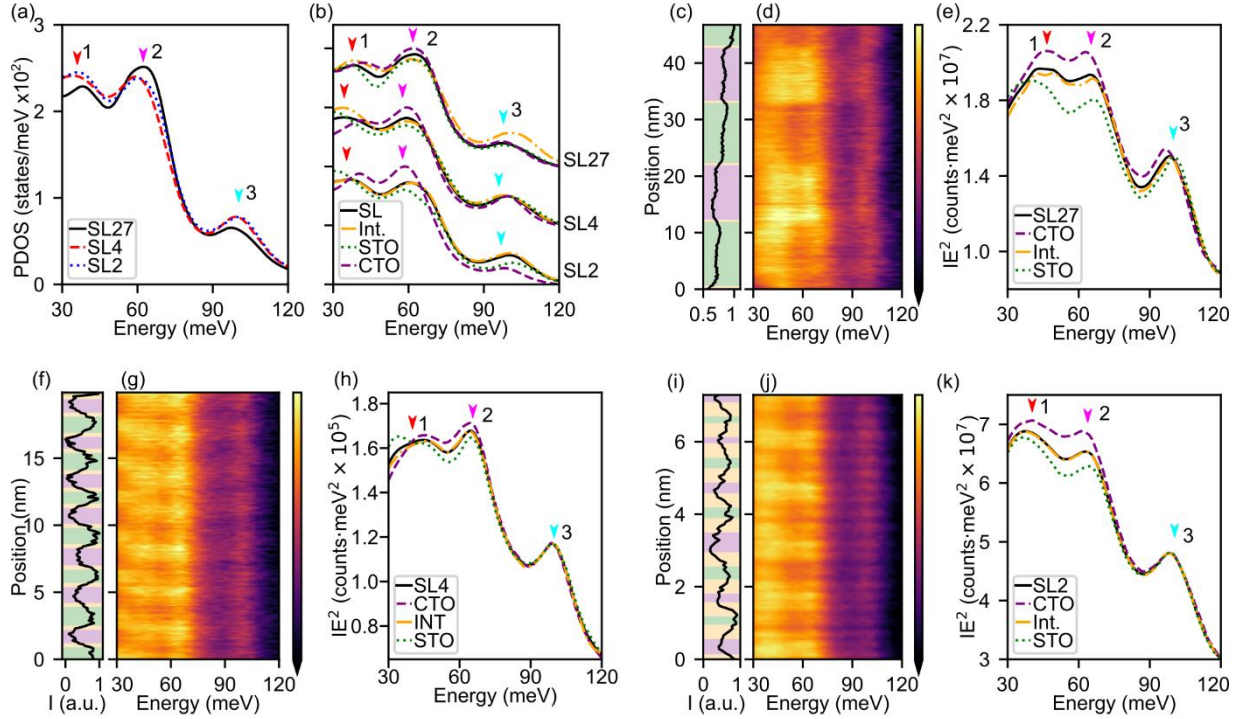 (a)
PDOS (states/meV x10²)
3
2
1
0
1
2
3
SL27
SL4
SL2
30 60 90 120
Energy (meV)
(b)
1
2
3
SL27
SL4
SL2
SL
Int.
STO
CTO
30 60 90 120
Energy (meV)
(c)
Position (nm)
40
30
20
10
0
0.5 1
(d)
30 60 90 120
Energy (meV)
(e)
IE² (counts·meV² × 10⁷)
2.1
1.8
1.5
1.2
0.9
1
2
3
SL27
CTO
Int.
STO
30 60 90 120
Energy (meV)
(f)
Position (nm)
15
10
5
0
0 1
I (a.u.)
(g)
30 60 90 120
Energy (meV)
(h)
IE² (counts·meV² × 10⁵)
1.8
1.6
1.4
1.2
1.0
0.8
1
2
3
SL4
CTO
INT
STO
30 60 90 120
Energy (meV)
(i)
Position (nm)
6
4
2
0
0 1
I (a.u.)
(j)
30 60 90 120
Energy (meV)
(k)
IE² (counts·meV² × 10⁷)
7
6
5
4
3
1
2
3
SL2
CTO
Int.
STO
30 60 90 120
Energy (meV)